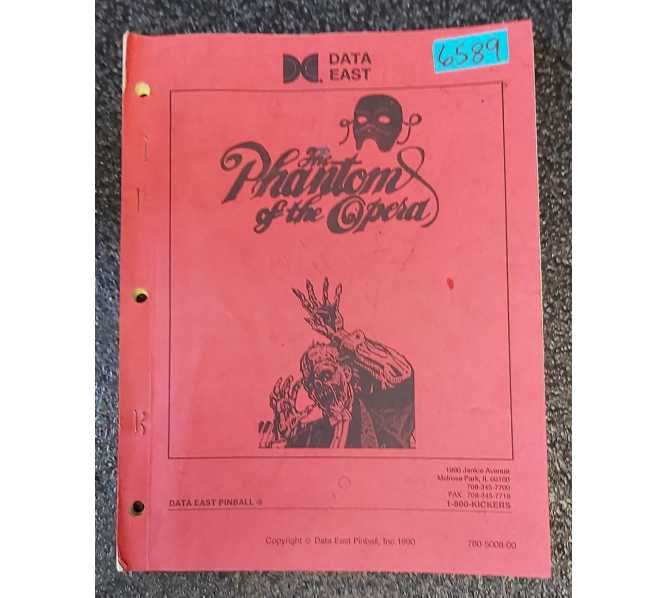 DATA
EAST
6589
The
Phantom
of the Opera
1990 Janice Avenue
Melrose Park, IL 60160
708-345-7700
FAX 708-345-7718
DATA EAST PINBALL ®
1-800-KICKERS
Copyright © Data East Pinball, Inc. 1990
780-5008-00